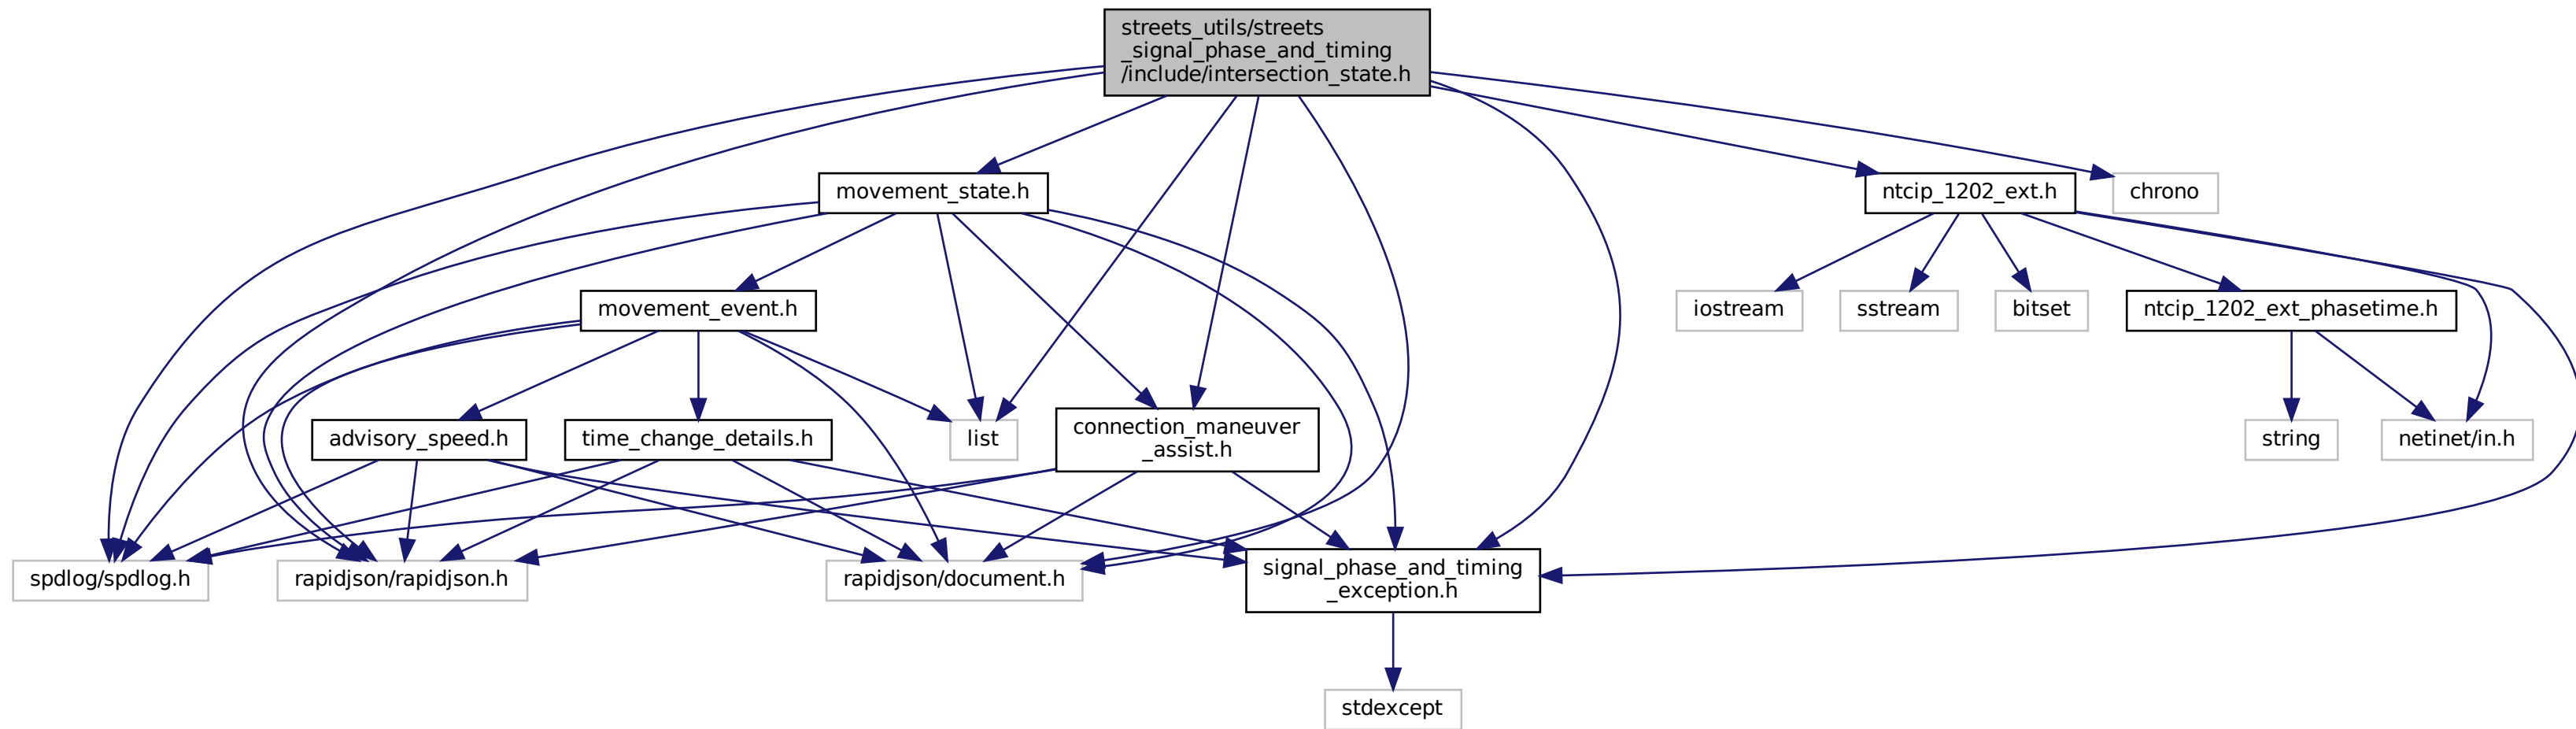 streets_utils/streets
_signal_phase_and_timing
/include/intersection_state.h
movement_state.h
ntcip_1202_ext.h
chrono
movement_event.h
iostream
sstream
bitset
ntcip_1202_ext_phasetime.h
advisory_speed.h
time_change_details.h
list
connection_maneuver
_assist.h
string
netinet/in.h
spdlog/spdlog.h
rapidjson/rapidjson.h
rapidjson/document.h
signal_phase_and_timing
_exception.h
stdexcept